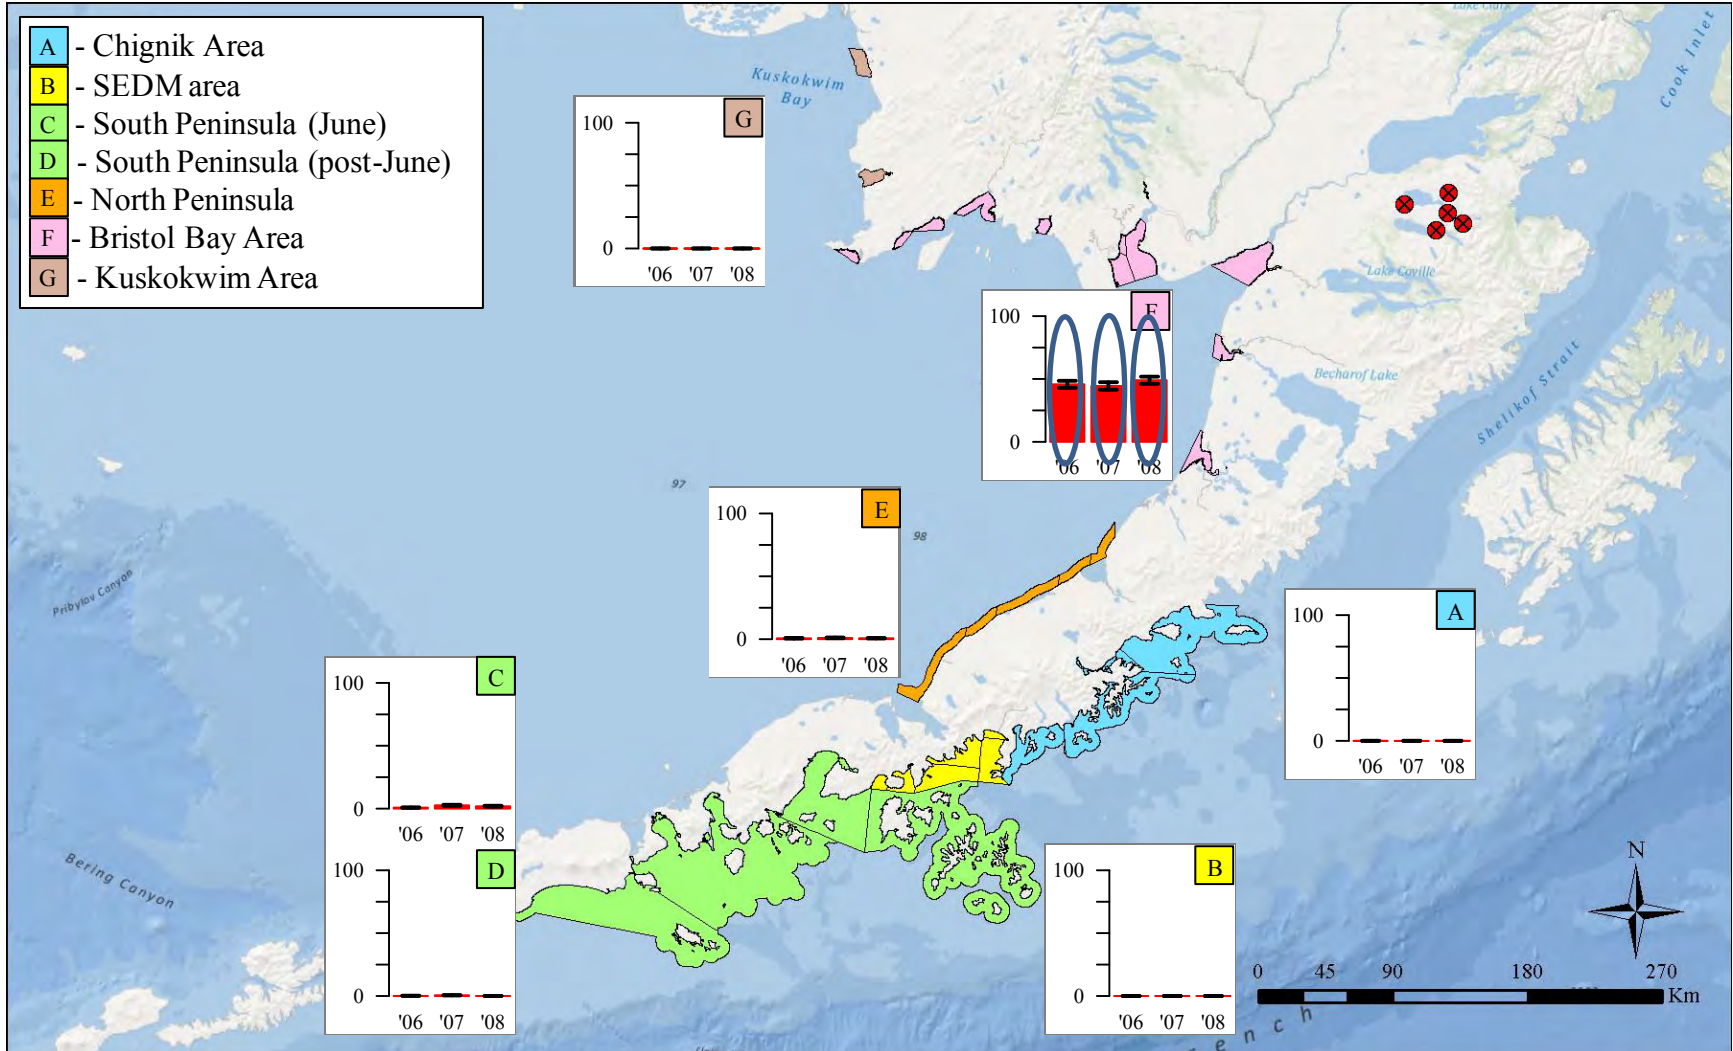 A - Chignik Area
B - SEDM area
C - South Peninsula (June)
D - South Peninsula (post-June)
E - North Peninsula
F - Bristol Bay Area
G - Kuskokwim Area
Kuskokwim
Bay
Lake Clark
Cook Inlet
G
100
0
'06 '07 '08
Lake Coville
F
100
0
'06 '07 '08
Becharof Lake
Shelikof Strait
97
98
E
100
0
'06 '07 '08
Pribylov Canyon
A
100
0
'06 '07 '08
C
100
0
'06 '07 '08
Bering Canyon
D
100
0
'06 '07 '08
B
100
0
'06 '07 '08
N
0 45 90 180 270
Km
e n c h